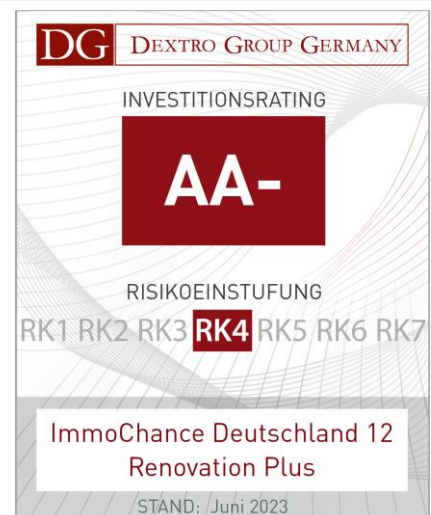 DG DEXTRO GROUP GERMANY
INVESTITIONSRATING
AA-
RISIKOEINSTUFUNG
RK1 RK2 RK3 RK4 RK5 RK6 RK7
ImmoChance Deutschland 12
Renovation Plus
STAND: Juni 2023